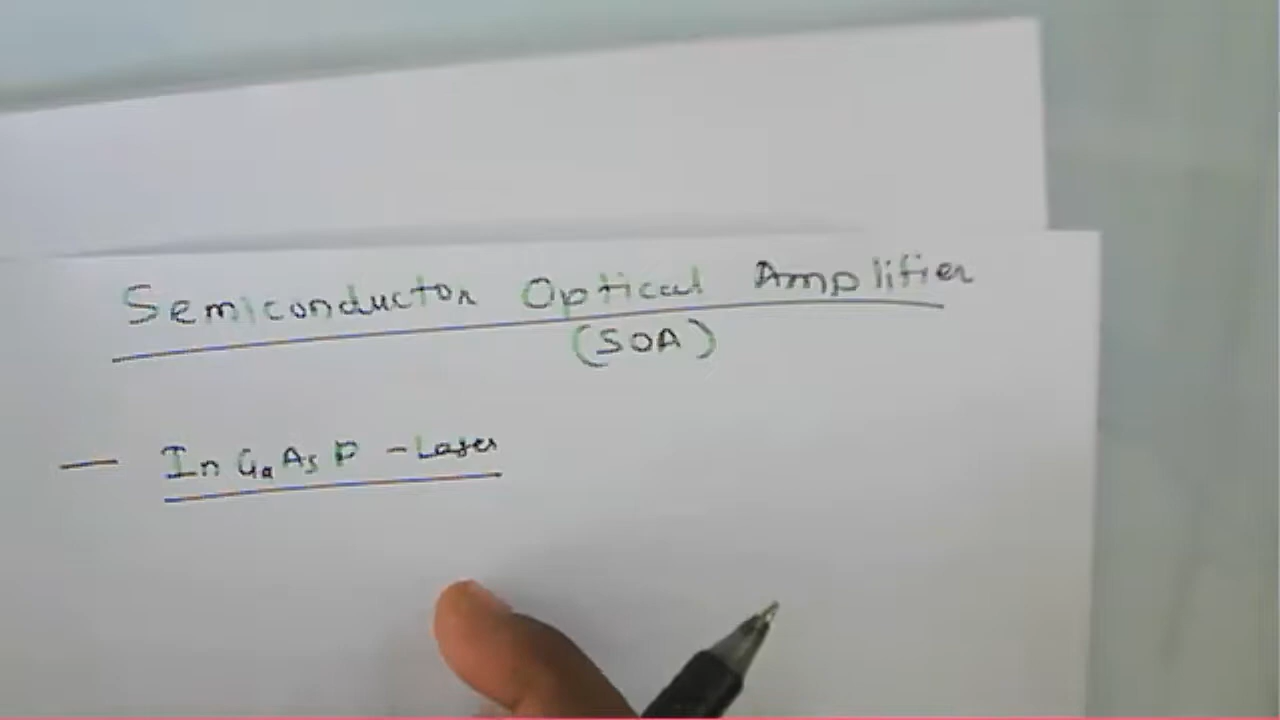 Semiconductor Optical Amplifier
(SOA)
— InGaAsP - Laser